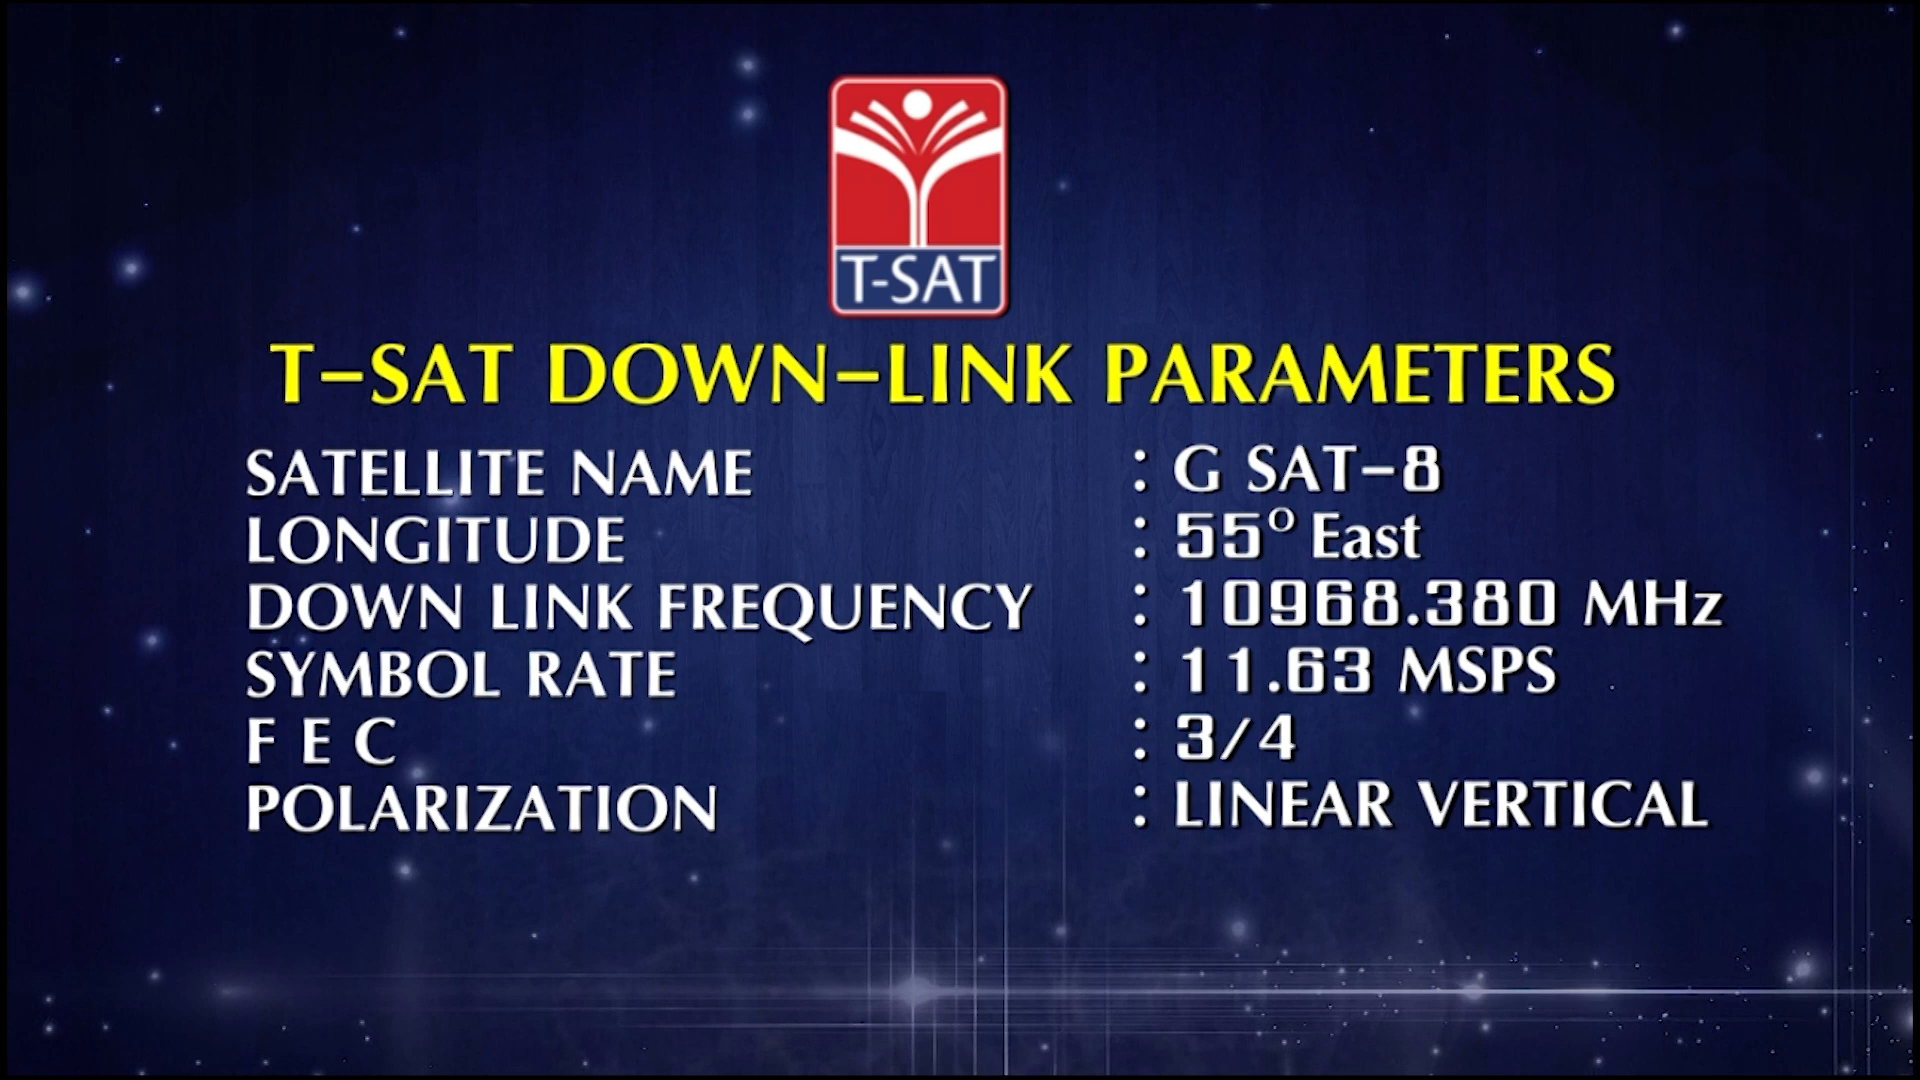 T-SAT
T-SAT DOWN-LINK PARAMETERS
SATELLITE NAME : G SAT-8
LONGITUDE : 55° East
DOWN LINK FREQUENCY : 10968.380 MHz
SYMBOL RATE : 11.63 MSPS
F E C : 3/4
POLARIZATION : LINEAR VERTICAL